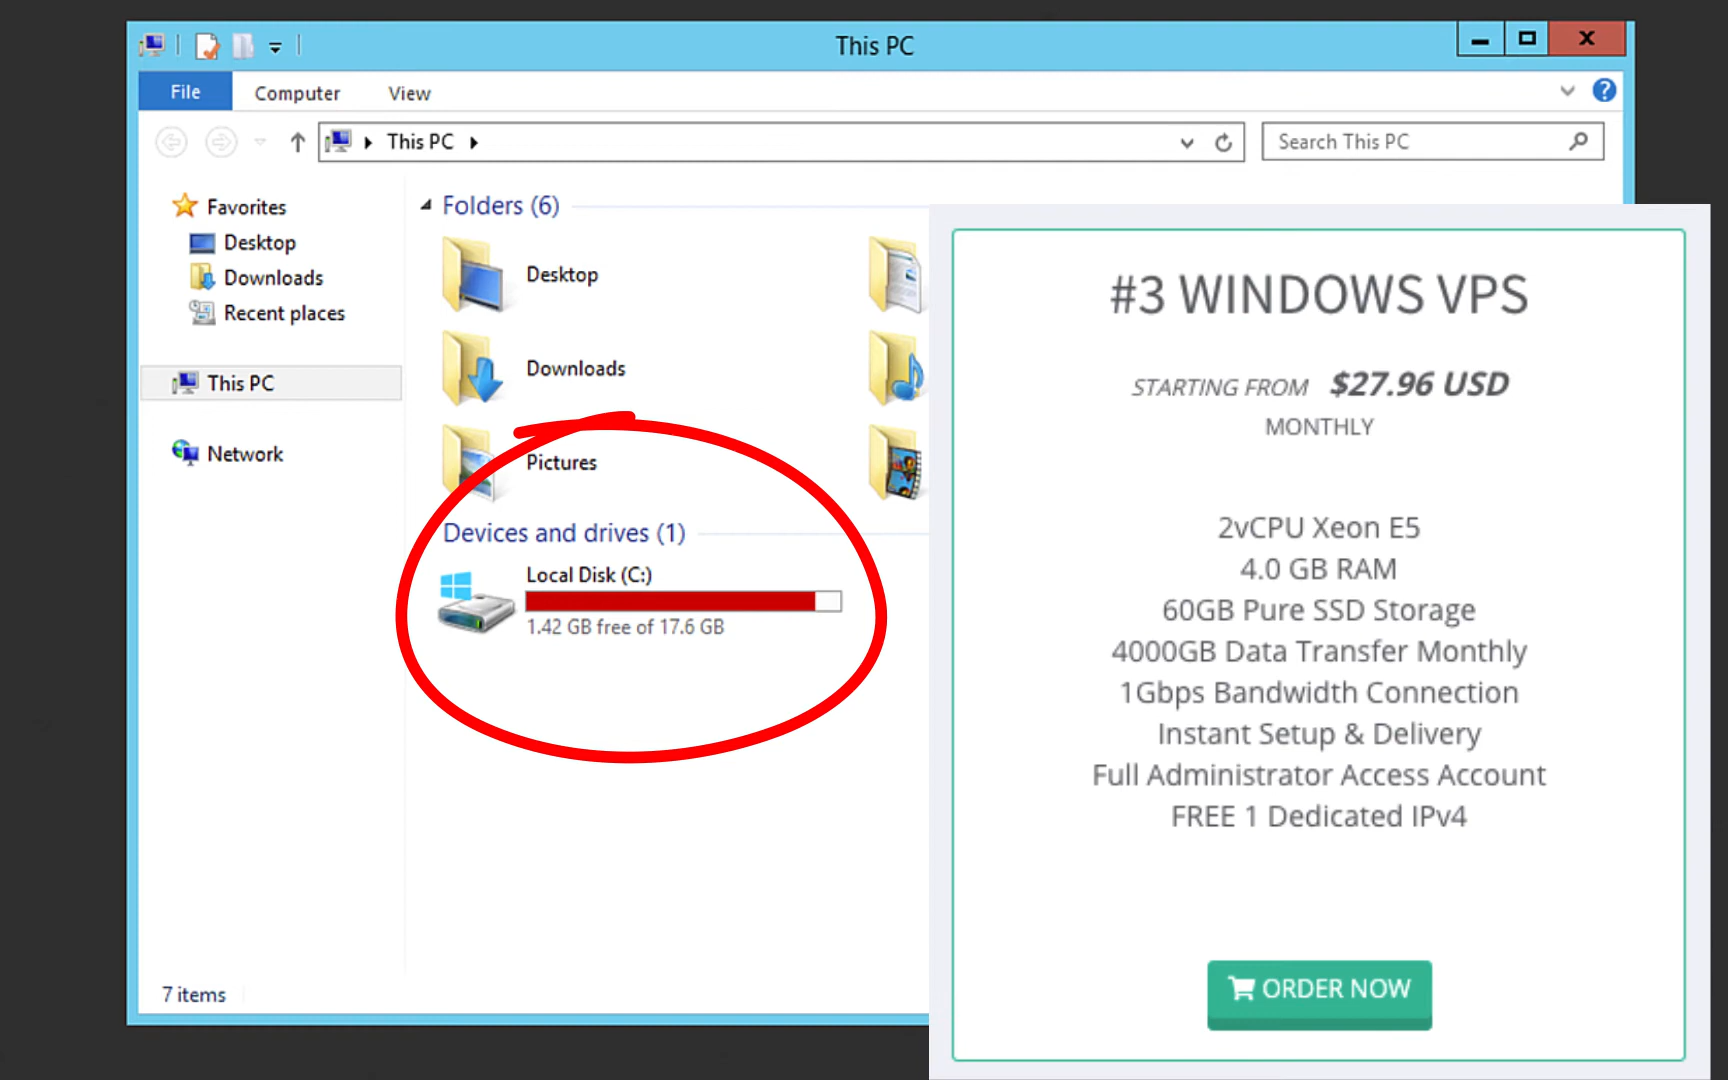 This PC
File
Computer
View
This PC
Search This PC
Favorites
Desktop
Downloads
Recent places
This PC
Network
Folders (6)
Desktop
Downloads
Pictures
Devices and drives (1)
Local Disk (C:)
1.42 GB free of 17.6 GB
7 items
#3 WINDOWS VPS
STARTING FROM $27.96 USD
MONTHLY
2vCPU Xeon E5
4.0 GB RAM
60GB Pure SSD Storage
4000GB Data Transfer Monthly
1Gbps Bandwidth Connection
Instant Setup & Delivery
Full Administrator Access Account
FREE 1 Dedicated IPv4
ORDER NOW